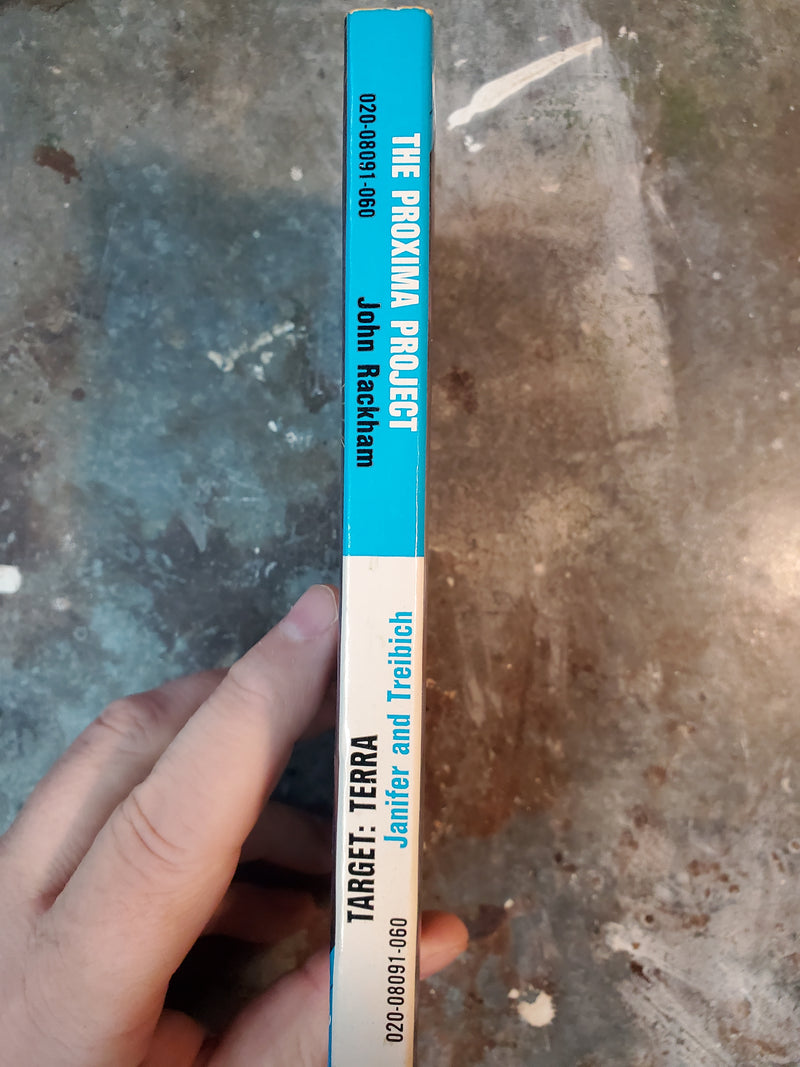 THE PROXIMA PROJECT
020-08091-060 John Rackham
TARGET: TERRA
020-08091-060 Janifer and Treibich